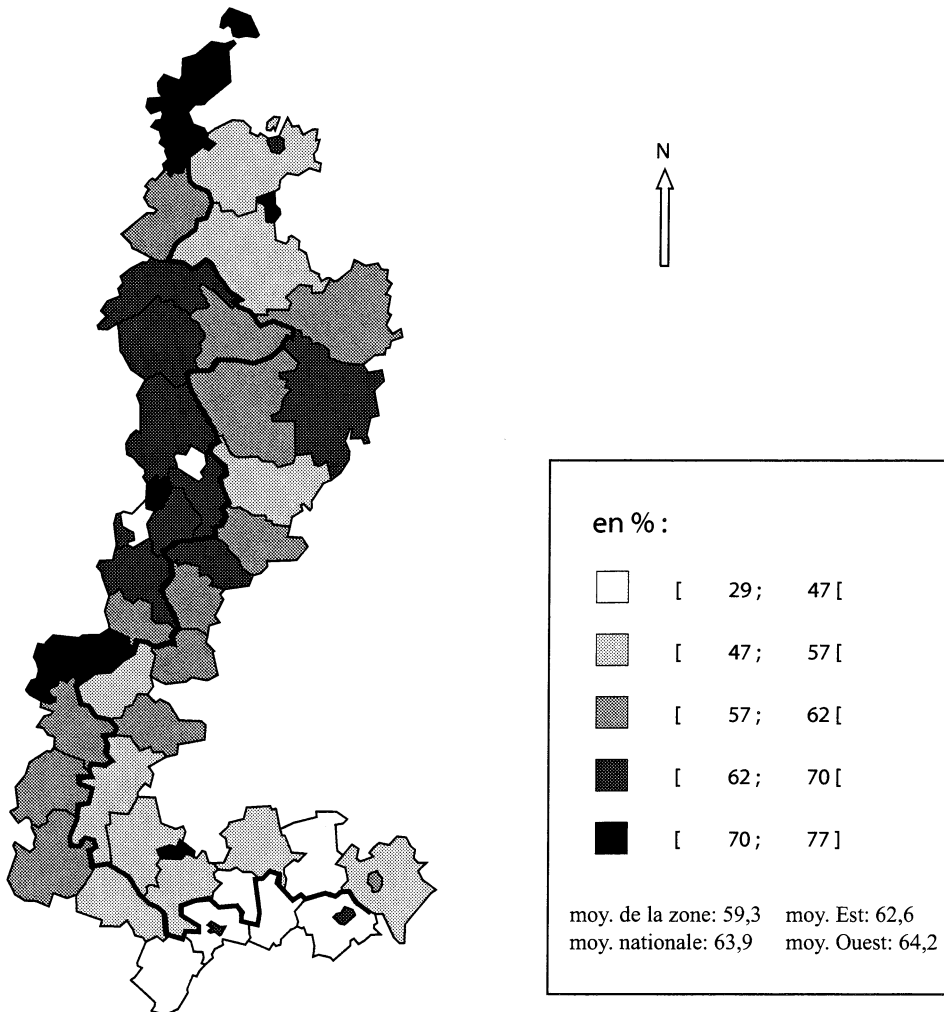 N
en % :
[ 29 ; 47 [
[ 47 ; 57 [
[ 57 ; 62 [
[ 62 ; 70 [
[ 70 ; 77 ]
moy. de la zone: 59,3 moy. Est: 62,6
moy. nationale: 63,9 moy. Ouest: 64,2